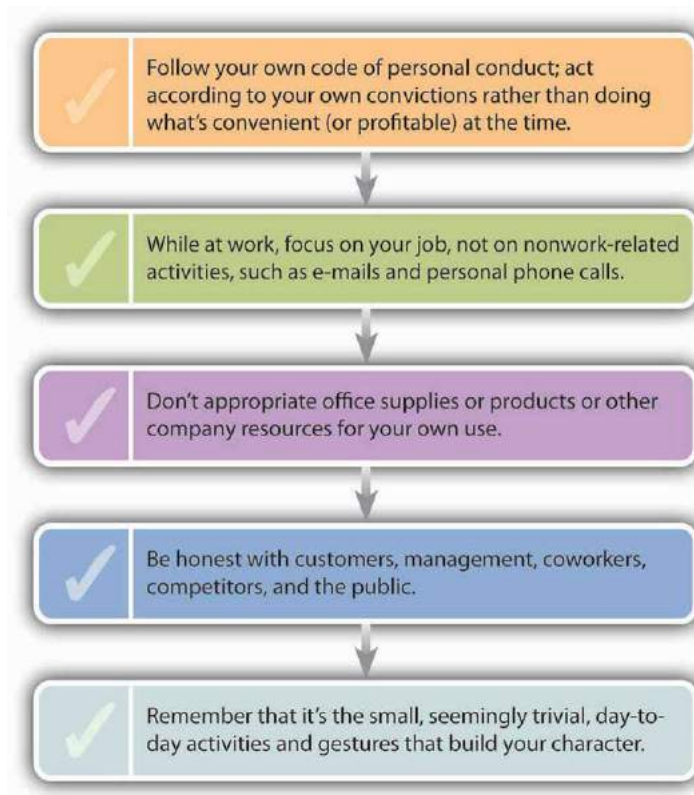 Follow your own code of personal conduct; act
according to your own convictions rather than doing
what's convenient (or profitable) at the time.
While at work, focus on your job, not on nonwork-related
activities, such as e-mails and personal phone calls.
Don't appropriate office supplies or products or other
company resources for your own use.
Be honest with customers, management, coworkers,
competitors, and the public.
Remember that it's the small, seemingly trivial, day-to-
day activities and gestures that build your character.